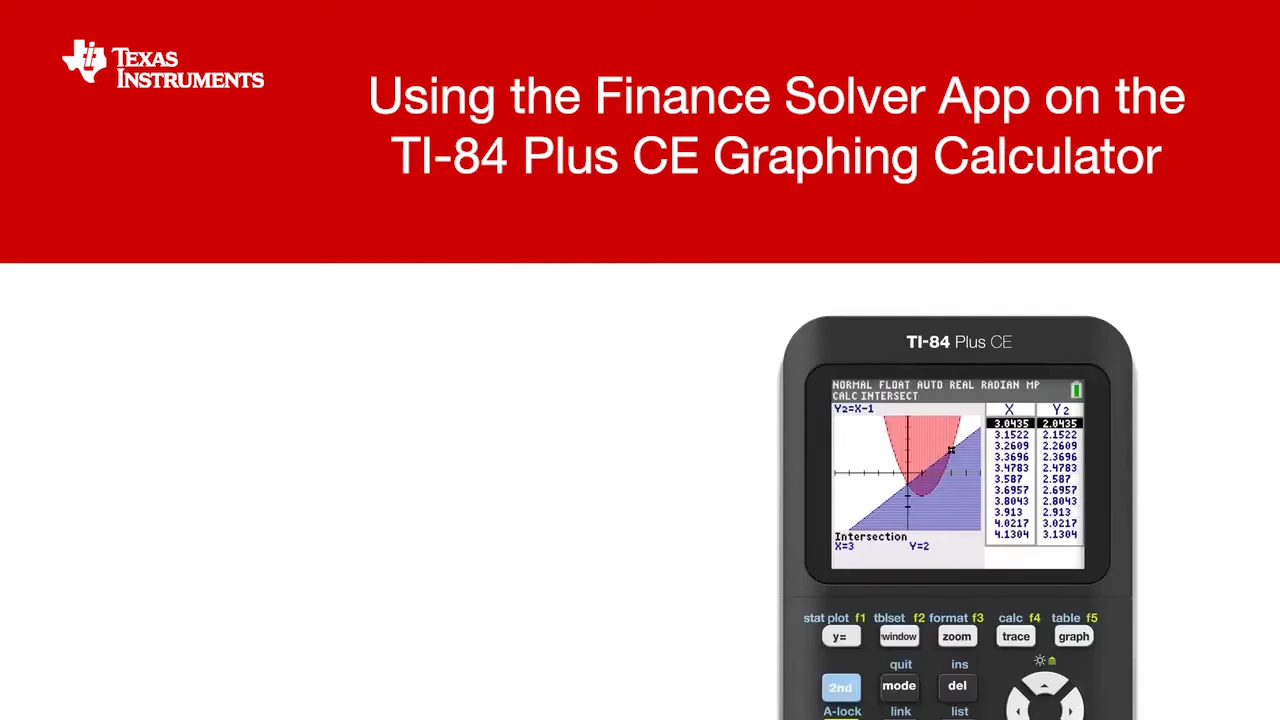 TEXAS
INSTRUMENTS
Using the Finance Solver App on the
TI-84 Plus CE Graphing Calculator
TI-84 Plus CE
NORMAL FLOAT AUTO REAL RADIAN MP
CALC INTERSECT
Y2=X-1
X Y2
3.0435 2.0435
3.1522 2.1522
3.2609 2.2609
3.3696 2.3696
3.4783 2.4783
3.587 2.587
3.6957 2.6957
3.8043 2.8043
3.913 2.913
4.0217 3.0217
4.1304 3.1304
Intersection
X=3 Y=2
stat plot f1 tblset f2 format f3 calc f4 table f5
y= window zoom trace graph
quit ins
2nd mode del
A-lock link list